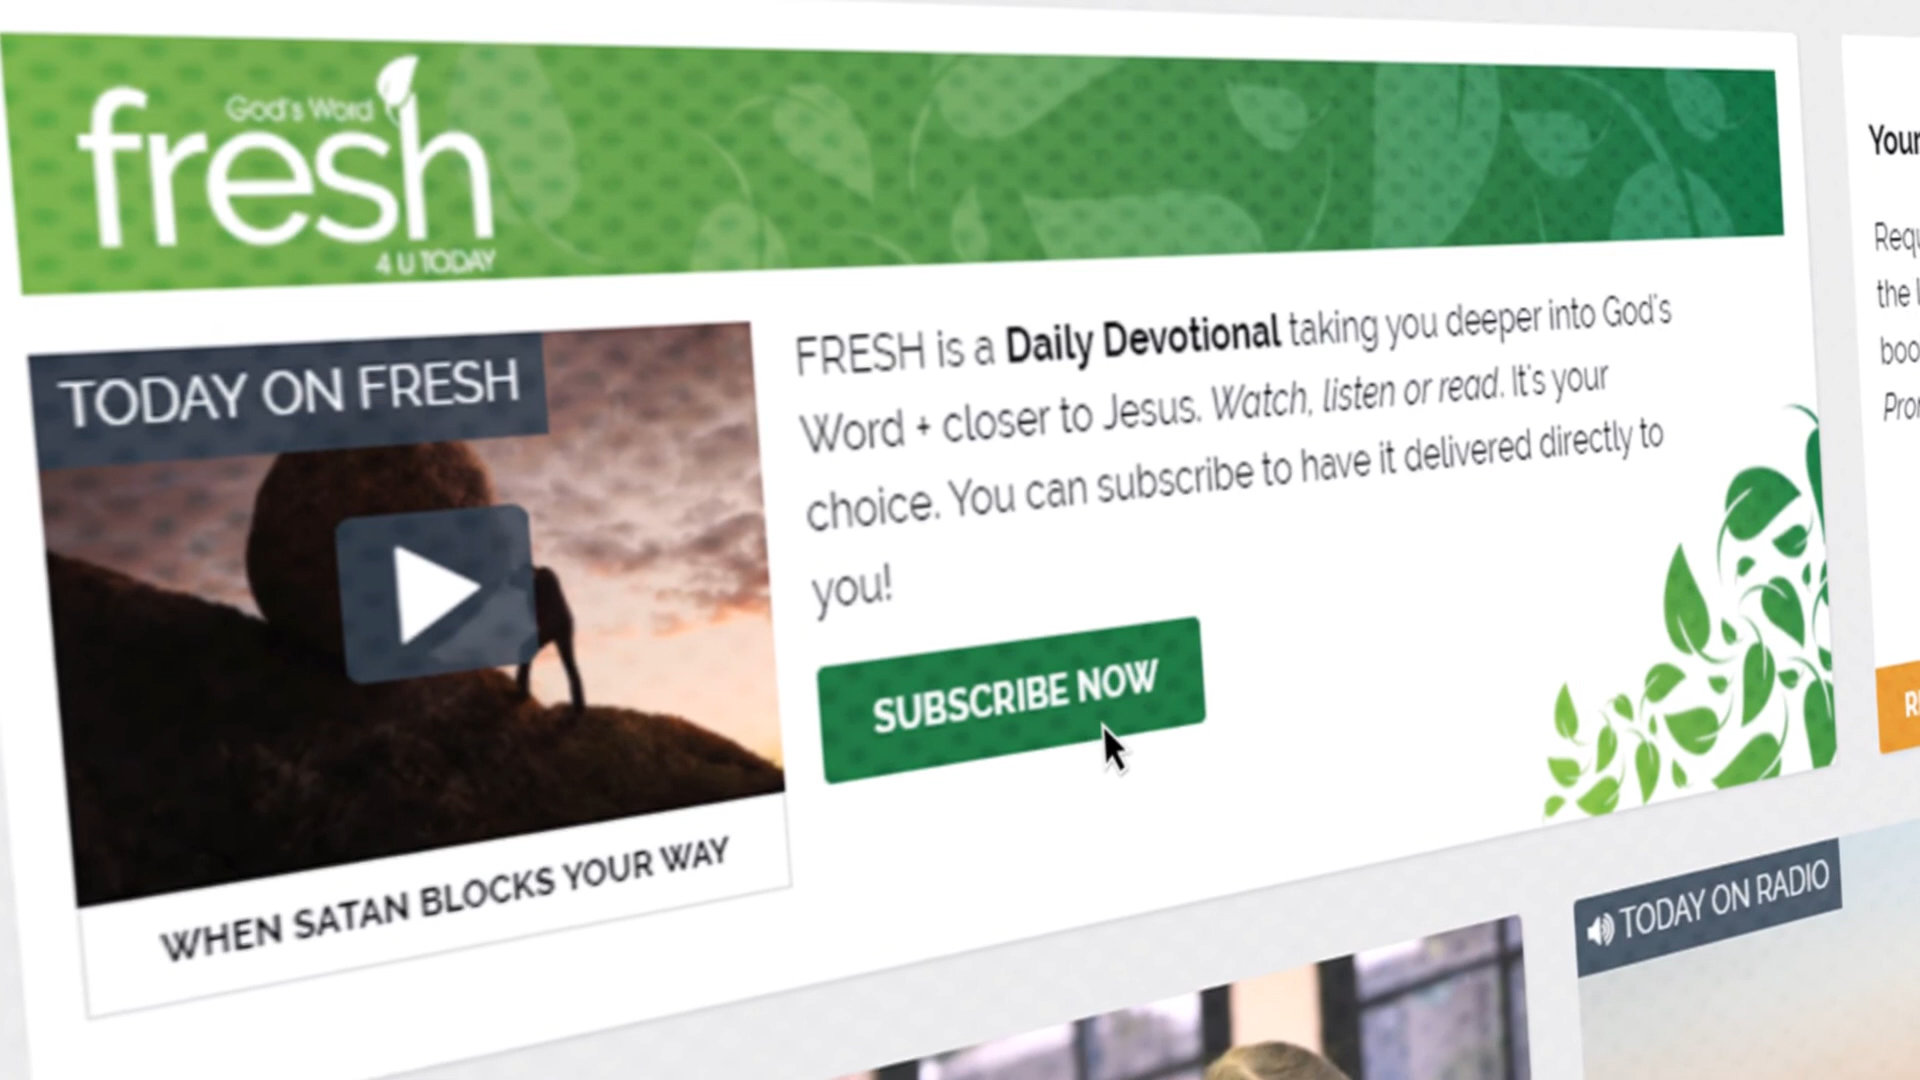 God's Word
fresh
4 U TODAY
TODAY ON FRESH
WHEN SATAN BLOCKS YOUR WAY
FRESH is a Daily Devotional taking you deeper into God's
Word + closer to Jesus. Watch, listen or read. It's your
choice. You can subscribe to have it delivered directly to
you!
SUBSCRIBE NOW
Your
the
TODAY ON RADIO